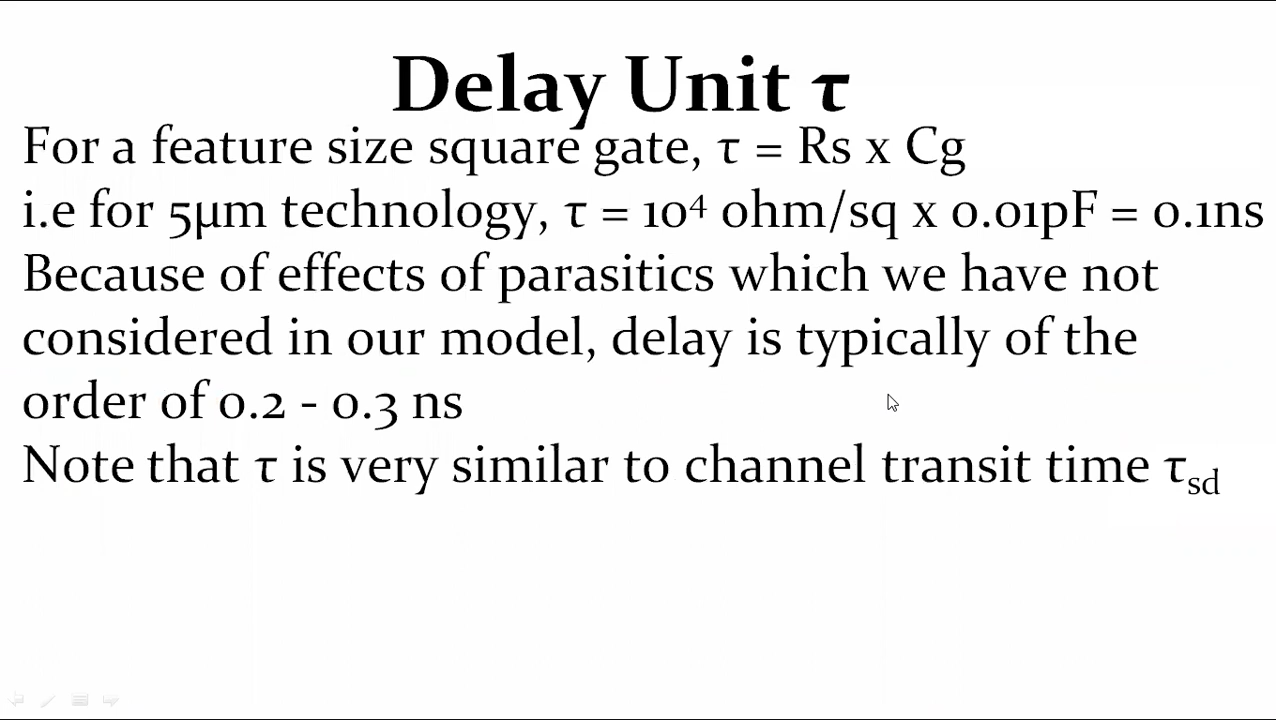 Delay Unit τ
For a feature size square gate, τ = Rs x Cg
i.e for 5μm technology, τ = 10⁴ ohm/sq x 0.01pF = 0.1ns
Because of effects of parasitics which we have not
considered in our model, delay is typically of the
order of 0.2 - 0.3 ns
Note that τ is very similar to channel transit time τsd